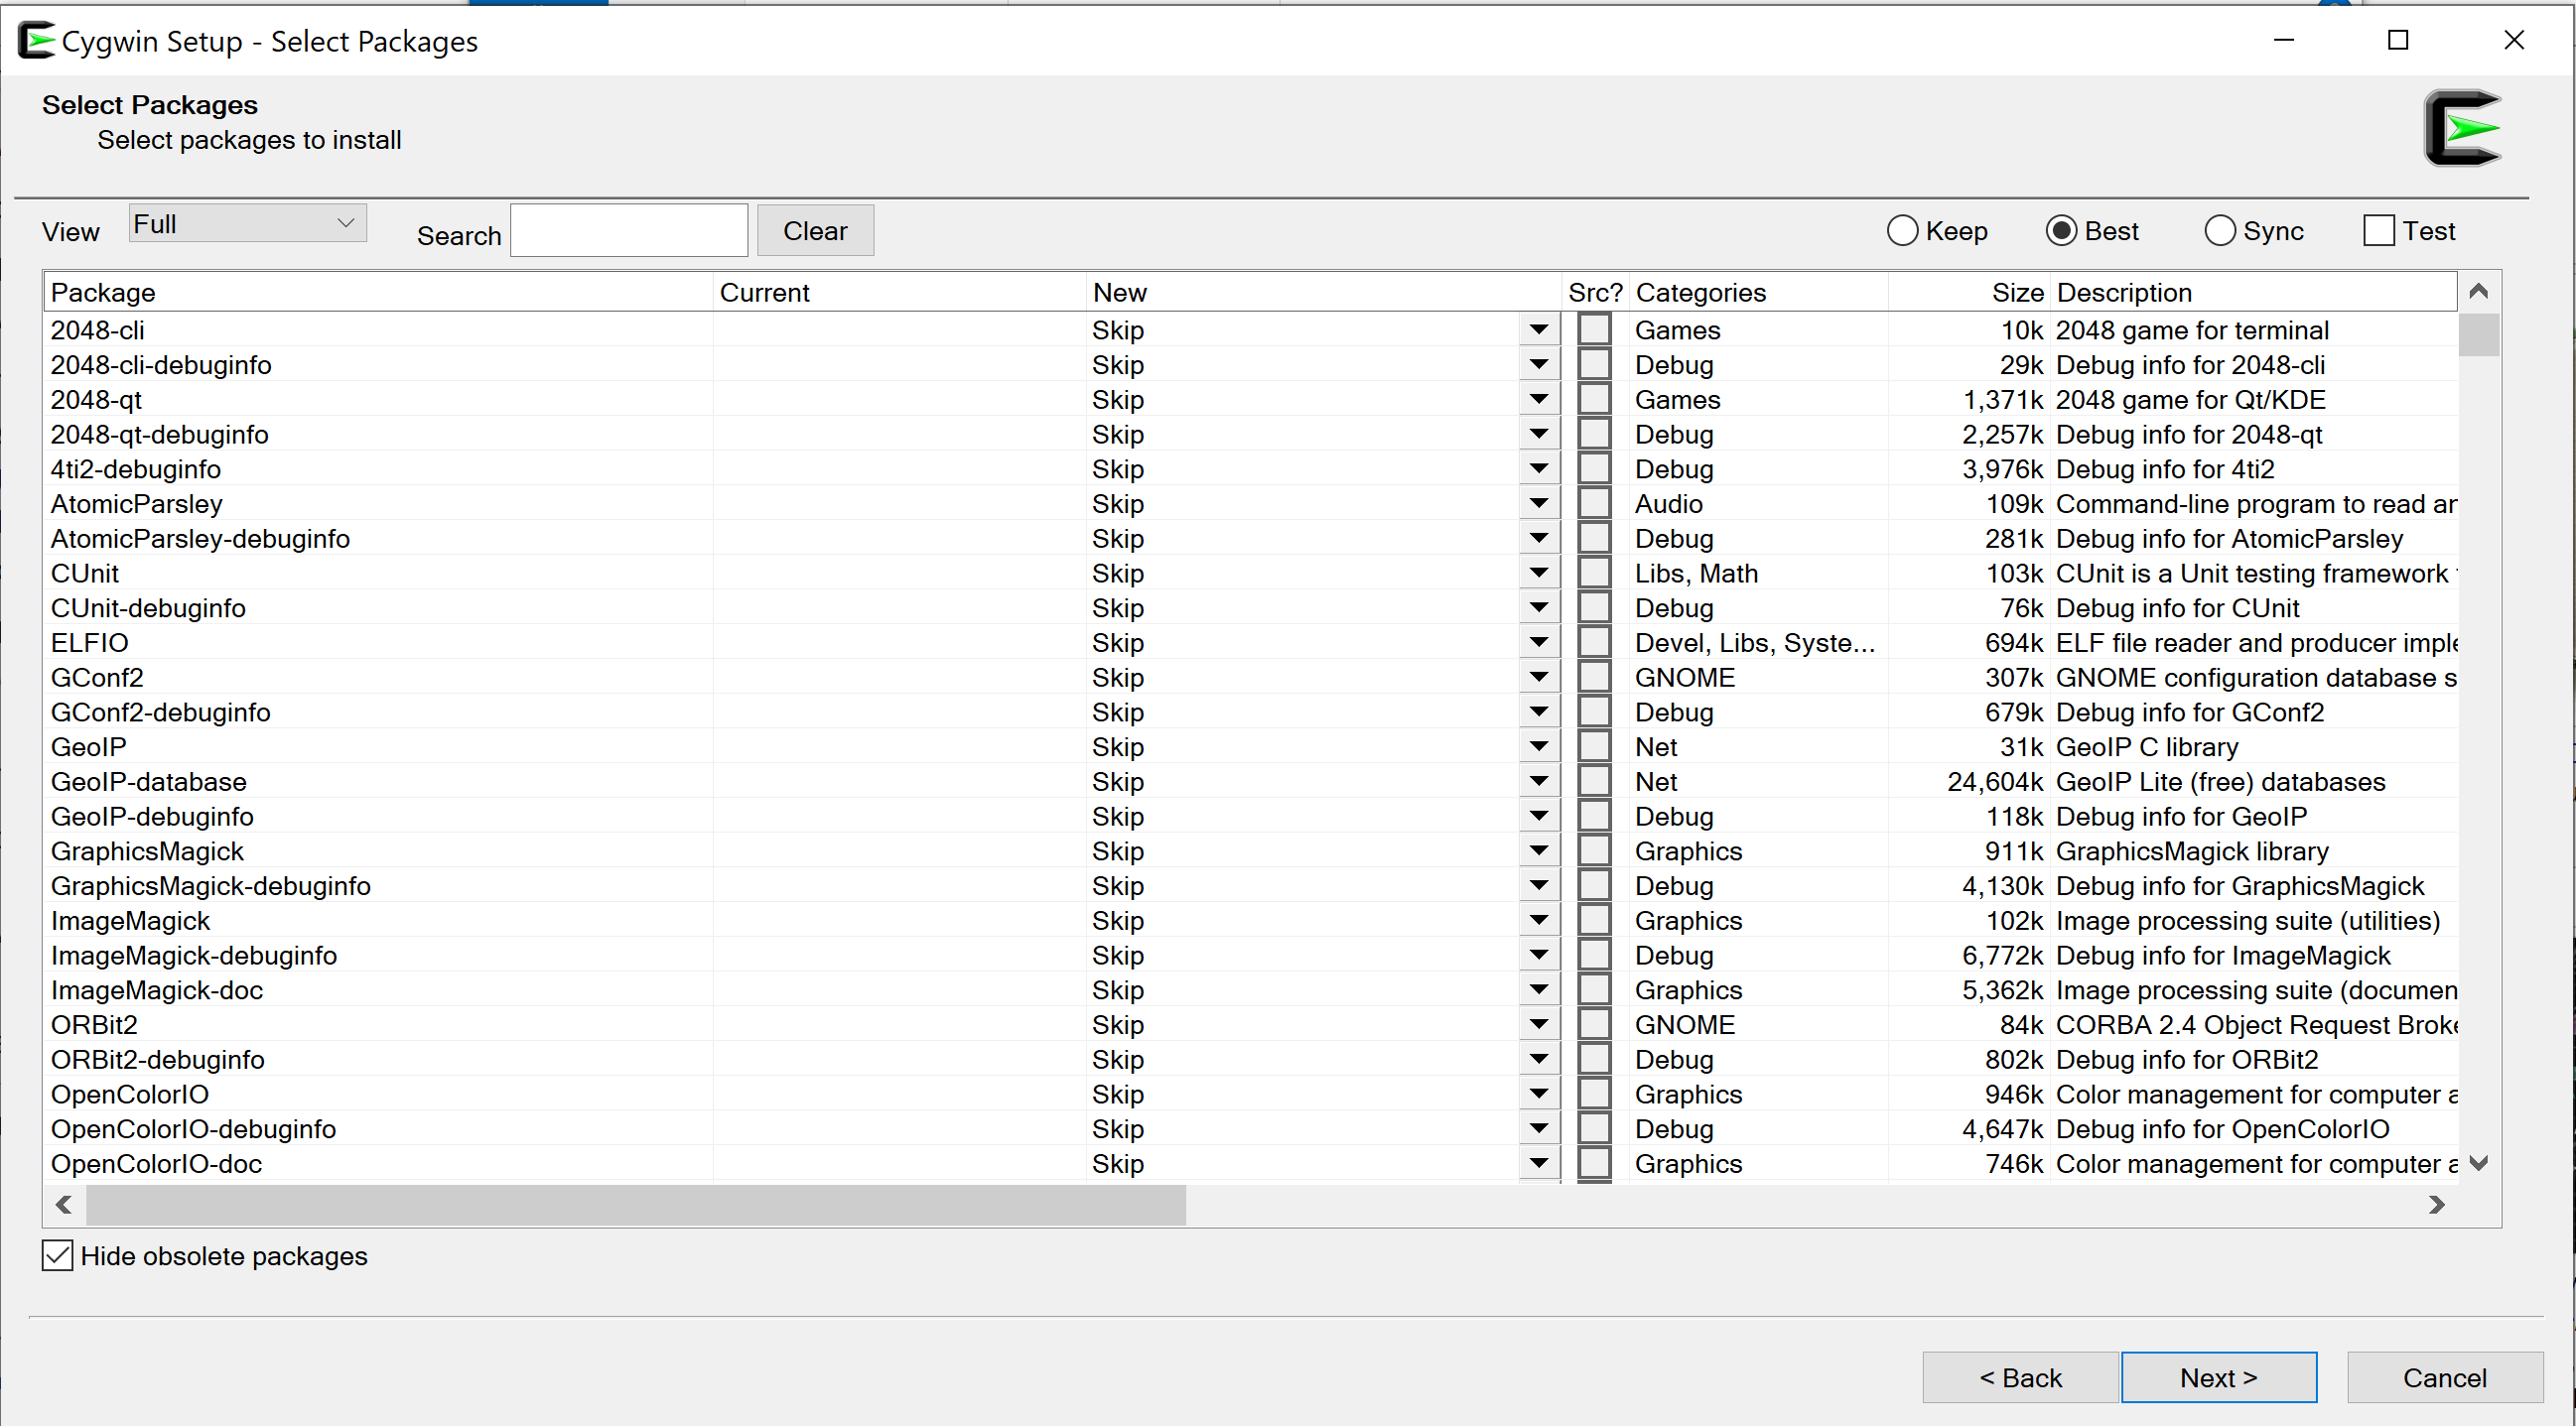 Cygwin Setup - Select Packages
Select Packages
Select packages to install
View Full Search Clear Keep Best Sync Test
Package Current New Src? Categories Size Description
2048-cli Skip Games 10k 2048 game for terminal
2048-cli-debuginfo Skip Debug 29k Debug info for 2048-cli
2048-qt Skip Games 1,371k 2048 game for Qt/KDE
2048-qt-debuginfo Skip Debug 2,257k Debug info for 2048-qt
4ti2-debuginfo Skip Debug 3,976k Debug info for 4ti2
AtomicParsley Skip Audio 109k Command-line program to read an
AtomicParsley-debuginfo Skip Debug 281k Debug info for AtomicParsley
CUnit Skip Libs, Math 103k CUnit is a Unit testing framework
CUnit-debuginfo Skip Debug 76k Debug info for CUnit
ELFIO Skip Devel, Libs, Syste... 694k ELF file reader and producer imple
GConf2 Skip GNOME 307k GNOME configuration database s
GConf2-debuginfo Skip Debug 679k Debug info for GConf2
GeoIP Skip Net 31k GeoIP C library
GeoIP-database Skip Net 24,604k GeoIP Lite (free) databases
GeoIP-debuginfo Skip Debug 118k Debug info for GeoIP
GraphicsMagick Skip Graphics 911k GraphicsMagick library
GraphicsMagick-debuginfo Skip Debug 4,130k Debug info for GraphicsMagick
ImageMagick Skip Graphics 102k Image processing suite (utilities)
ImageMagick-debuginfo Skip Debug 6,772k Debug info for ImageMagick
ImageMagick-doc Skip Graphics 5,362k Image processing suite (documen
ORBit2 Skip GNOME 84k CORBA 2.4 Object Request Broke
ORBit2-debuginfo Skip Debug 802k Debug info for ORBit2
OpenColorIO Skip Graphics 946k Color management for computer a
OpenColorIO-debuginfo Skip Debug 4,647k Debug info for OpenColorIO
OpenColorIO-doc Skip Graphics 746k Color management for computer a
Hide obsolete packages
< Back Next > Cancel